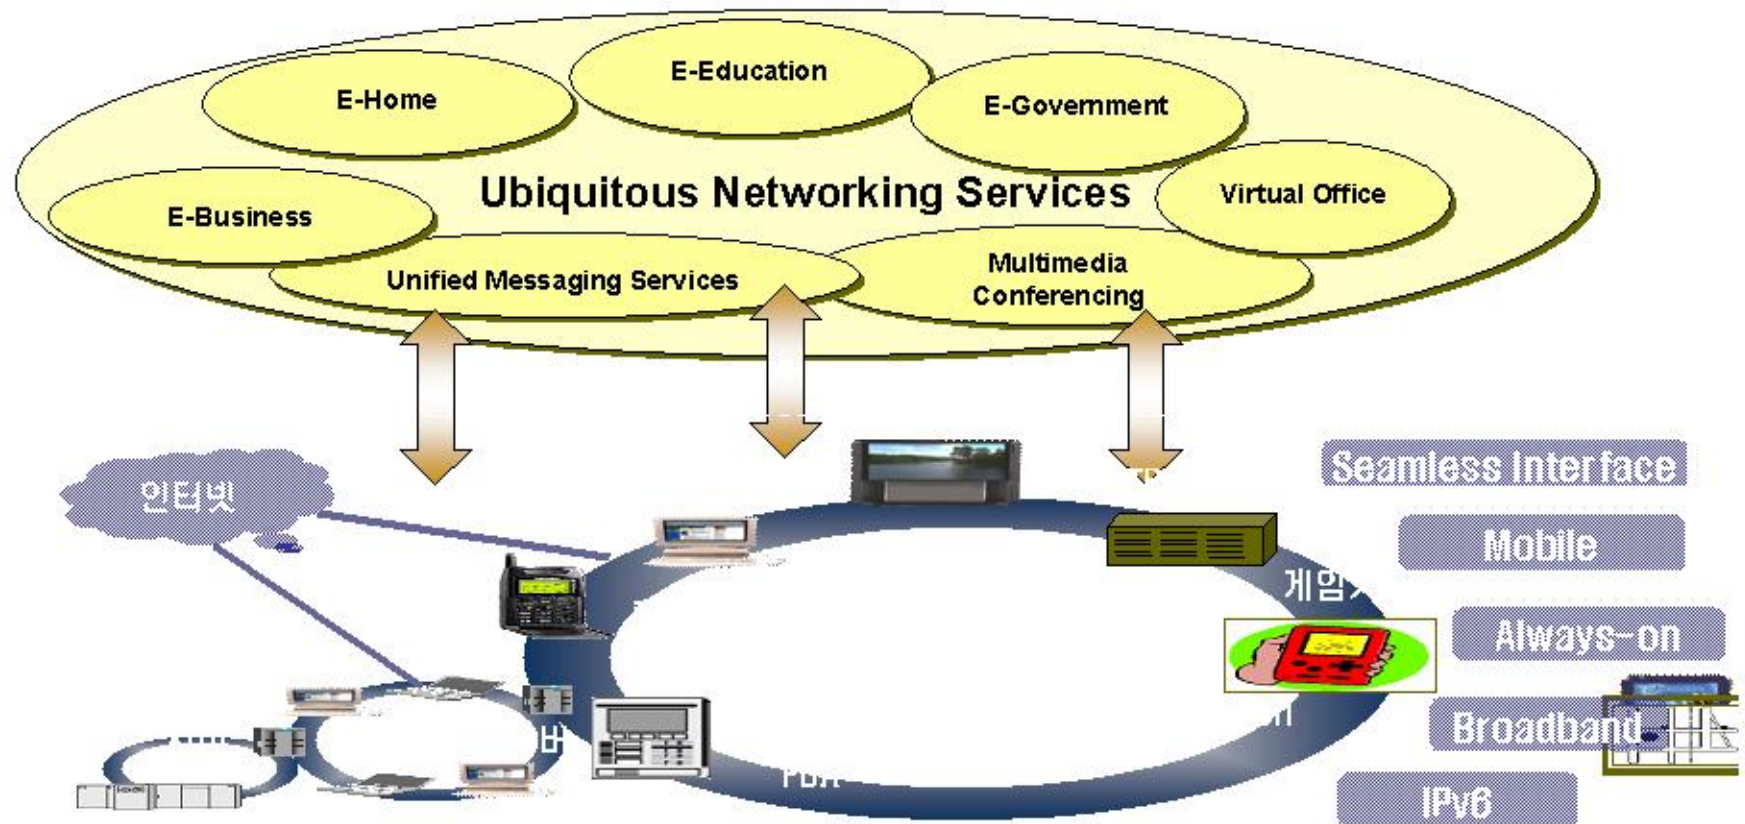 E-Education
E-Home
E-Government
Ubiquitous Networking Services
Virtual Office
E-Business
Unified Messaging Services
Multimedia
Conferencing
인터넷
Seamless Interface
Mobile
Always-on
Broadband
IPv6